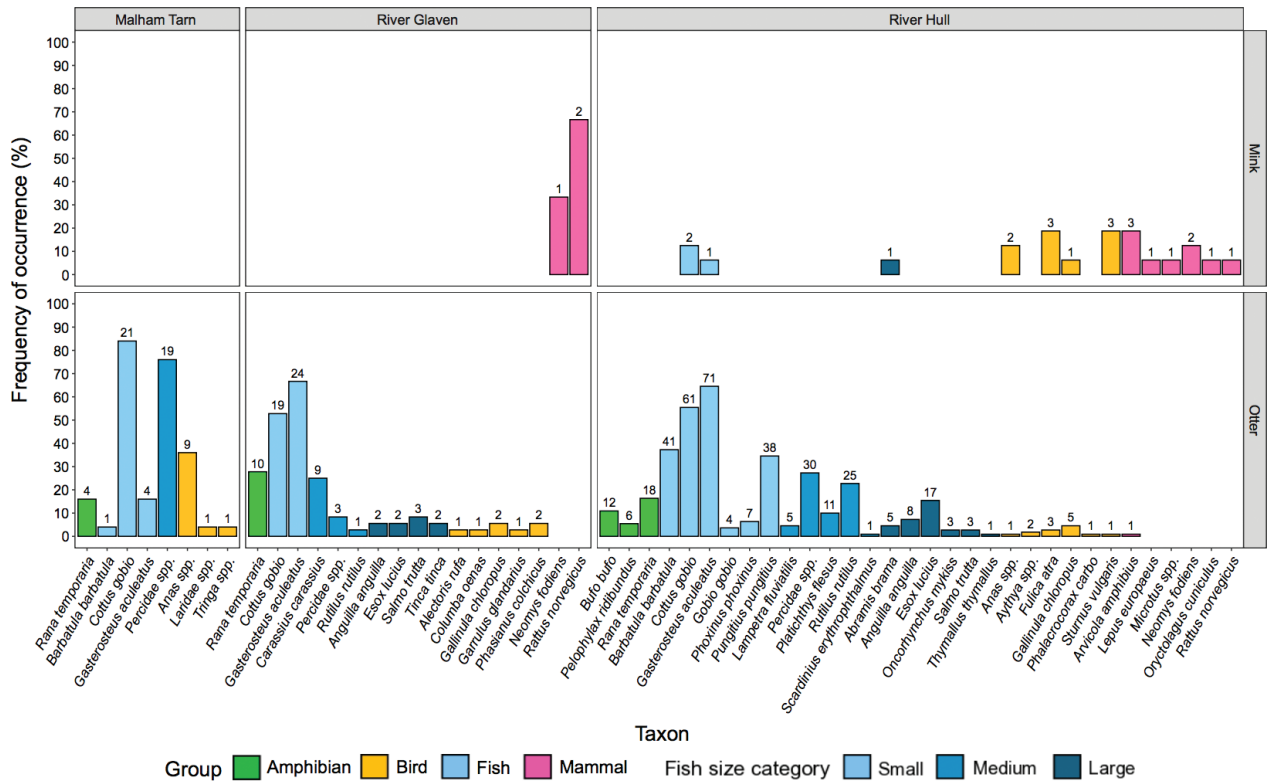 Malham Tarn
River Glaven
River Hull
Frequency of occurrence (%)
100
90
80
70
60
50
40
30
20
10
0
1
2
2
1
1
2
3
1
3
3
1
1
2
1
1
Mink
100
90
80
70
60
50
40
30
20
10
0
4
1
21
4
19
9
1
1
10
19
24
9
3
1
2
2
3
2
1
1
2
1
2
12
6
18
41
61
71
4
7
38
5
30
11
25
1
5
8
17
3
3
1
1
2
3
5
1
1
1
Otter
Rana temporaria
Barbatula barbatula
Cottus gobio
Gasterosteus aculeatus
Percidae spp.
Anas spp.
Laridae spp.
Tringa spp.
Rana temporaria
Cottus gobio
Gasterosteus aculeatus
Carassius carassius
Percidae spp.
Rutilus rutilus
Anguilla anguilla
Esox lucius
Salmo trutta
Tinca tinca
Alectoris rufa
Columba oenas
Gallinula chloropus
Garrulus glandarius
Phasianus colchicus
Neomys fodiens
Rattus norvegicus
Bufo bufo
Pelophylax ridibundus
Rana temporaria
Barbatula barbatula
Cottus gobio
Gasterosteus aculeatus
Gobio gobio
Phoxinus phoxinus
Pungitius pungitius
Lampetra fluviatilis
Percidae spp.
Platichthys flesus
Rutilus rutilus
Scardinius erythrophthalmus
Abramis brama
Anguilla anguilla
Esox lucius
Oncorhynchus mykiss
Salmo trutta
Thymallus thymallus
Anas spp.
Aythya spp.
Fulica atra
Gallinula chloropus
Phalacrocorax carbo
Sturnus vulgaris
Arvicola amphibius
Lepus europaeus
Microtus spp.
Neomys fodiens
Oryctolagus cuniculus
Rattus norvegicus
Taxon
Group Amphibian Bird Fish Mammal Fish size category Small Medium Large